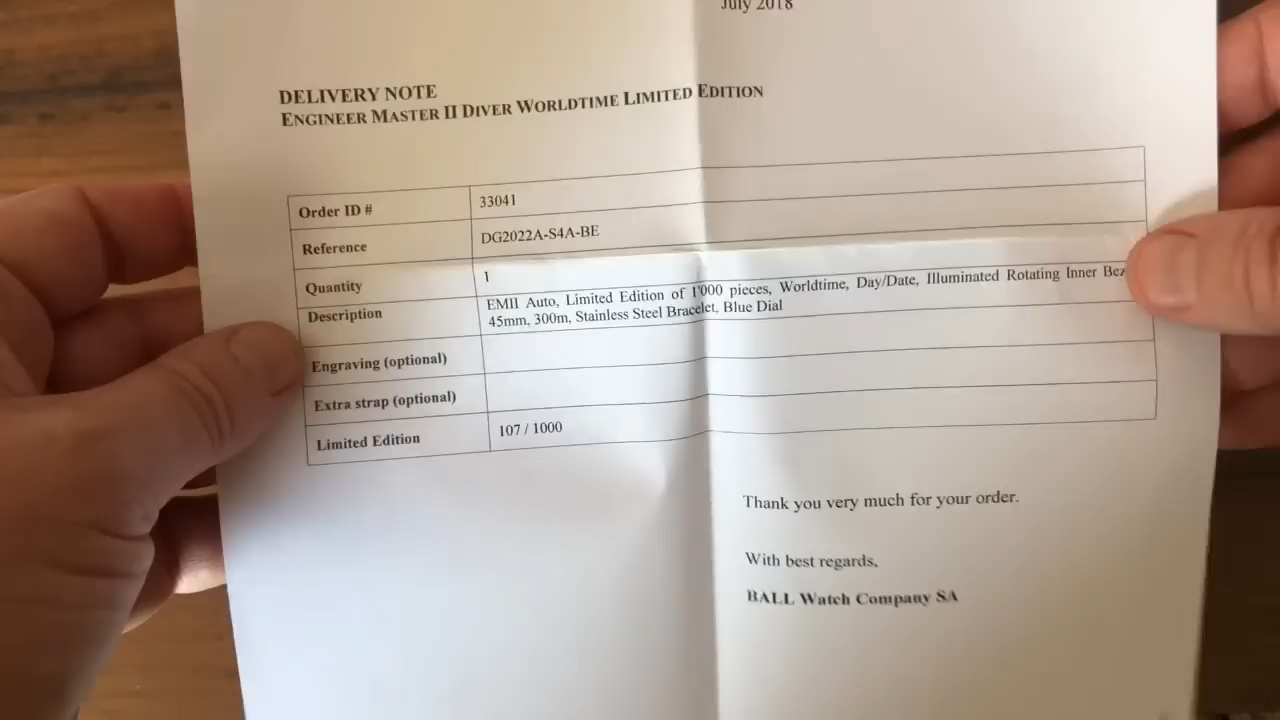 July 2018
DELIVERY NOTE
ENGINEER MASTER II DIVER WORLDTIME LIMITED EDITION
Order ID # 33041
Reference DG2022A-S4A-BE
Quantity 1
Description EMII Auto, Limited Edition of 1'000 pieces, Worldtime, Day/Date, Illuminated Rotating Inner Bez
45mm, 300m, Stainless Steel Bracelet, Blue Dial
Engraving (optional)
Extra strap (optional)
Limited Edition 107 / 1000
Thank you very much for your order.
With best regards,
BALL Watch Company SA